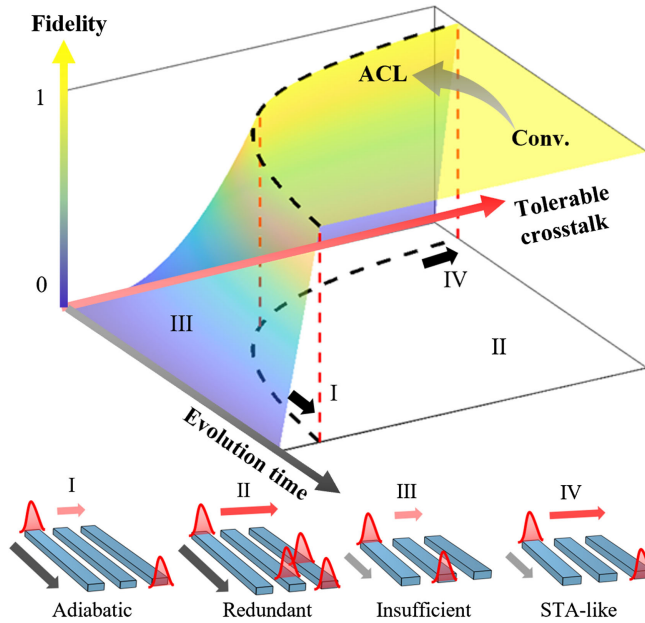 Fidelity
1
ACL
Conv.
Tolerable
crosstalk
0
IV
III
II
I
Evolution time
I
II
III
IV
Adiabatic
Redundant
Insufficient
STA-like